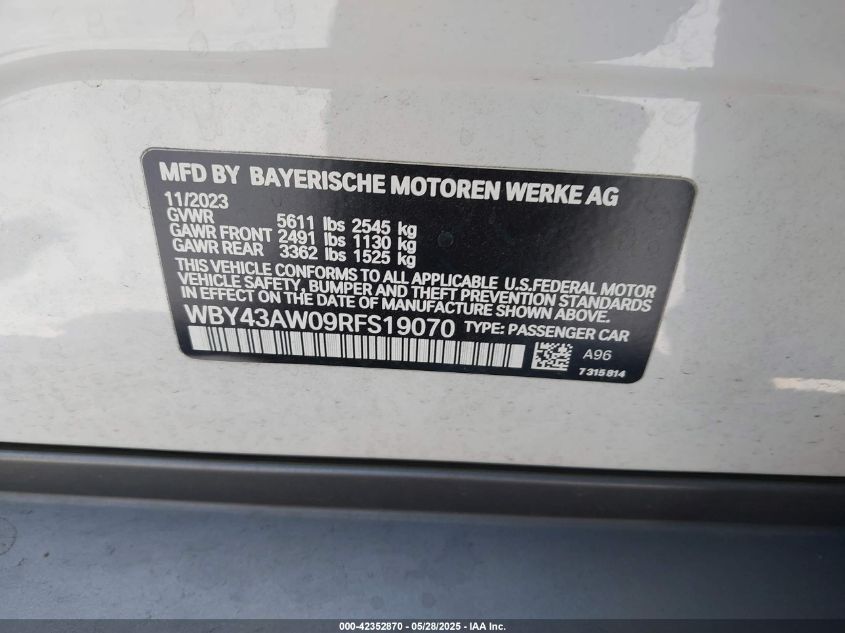 MFD BY BAYERISCHE MOTOREN WERKE AG
11/2023
GVWR 5611 lbs 2545 kg
GAWR FRONT 2491 lbs 1130 kg
GAWR REAR 3362 lbs 1525 kg
THIS VEHICLE CONFORMS TO ALL APPLICABLE U.S.FEDERAL MOTOR
VEHICLE SAFETY, BUMPER AND THEFT PREVENTION STANDARDS
IN EFFECT ON THE DATE OF MANUFACTURE SHOWN ABOVE.
WBY43AW09RFS19070 TYPE: PASSENGER CAR
A96
7 315 814
000-42352870 - 05/28/2025 - IAA Inc.